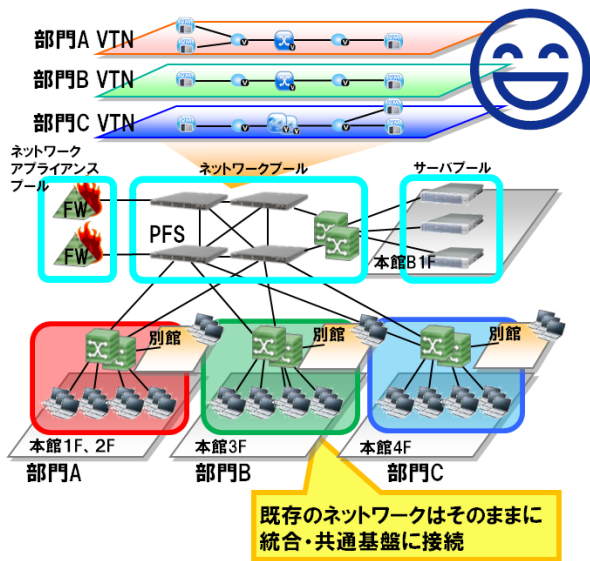 部門A VTN
部門B VTN
部門C VTN
ネットワーク
アプライアンス
プール
ネットワークプール
サーバプール
FW
FW
PFS
本館B1F
別館
別館
別館
本館1F、2F
本館3F
本館4F
部門A
部門B
部門C
既存のネットワークはそのままに
統合・共通基盤に接続